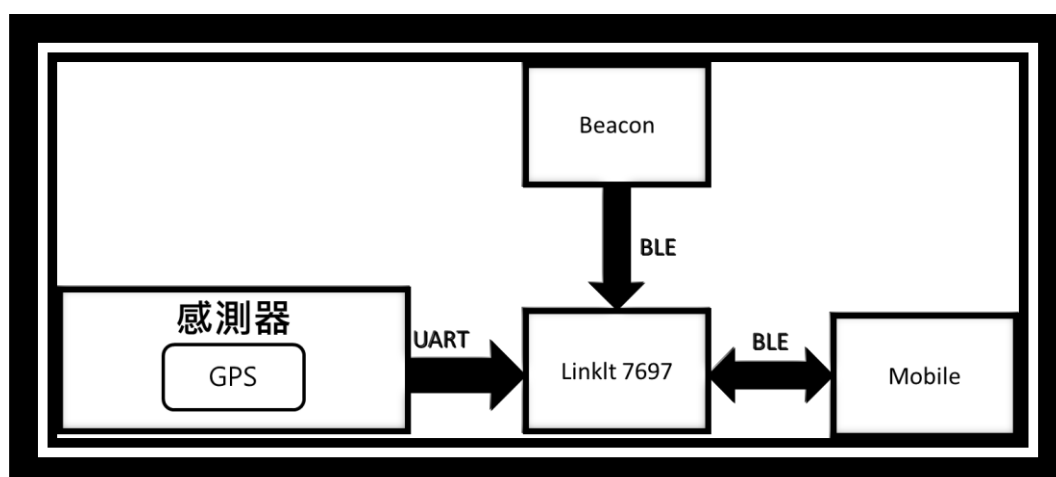 Beacon
BLE
感測器
GPS
UART
LinkIt 7697
BLE
Mobile